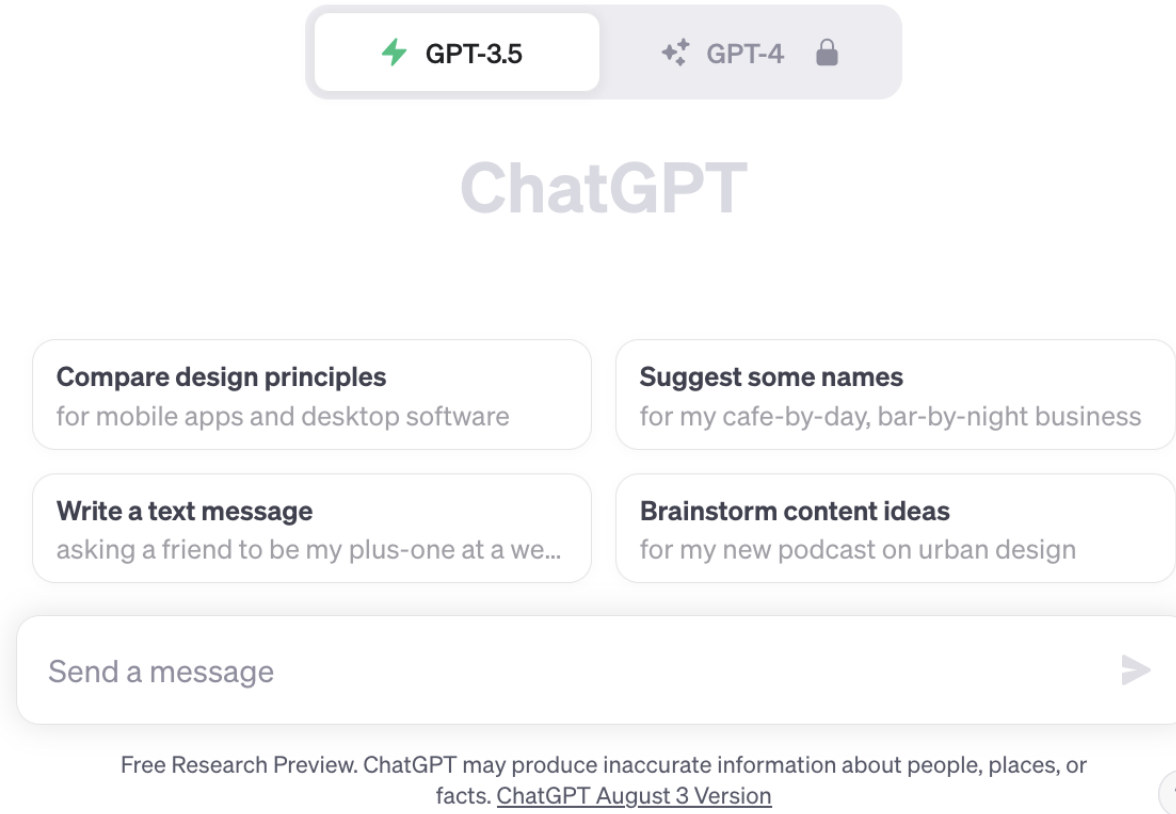 GPT-3.5
GPT-4
ChatGPT
Compare design principles
for mobile apps and desktop software
Suggest some names
for my cafe-by-day, bar-by-night business
Write a text message
asking a friend to be my plus-one at a we...
Brainstorm content ideas
for my new podcast on urban design
Send a message
Free Research Preview. ChatGPT may produce inaccurate information about people, places, or
facts. ChatGPT August 3 Version